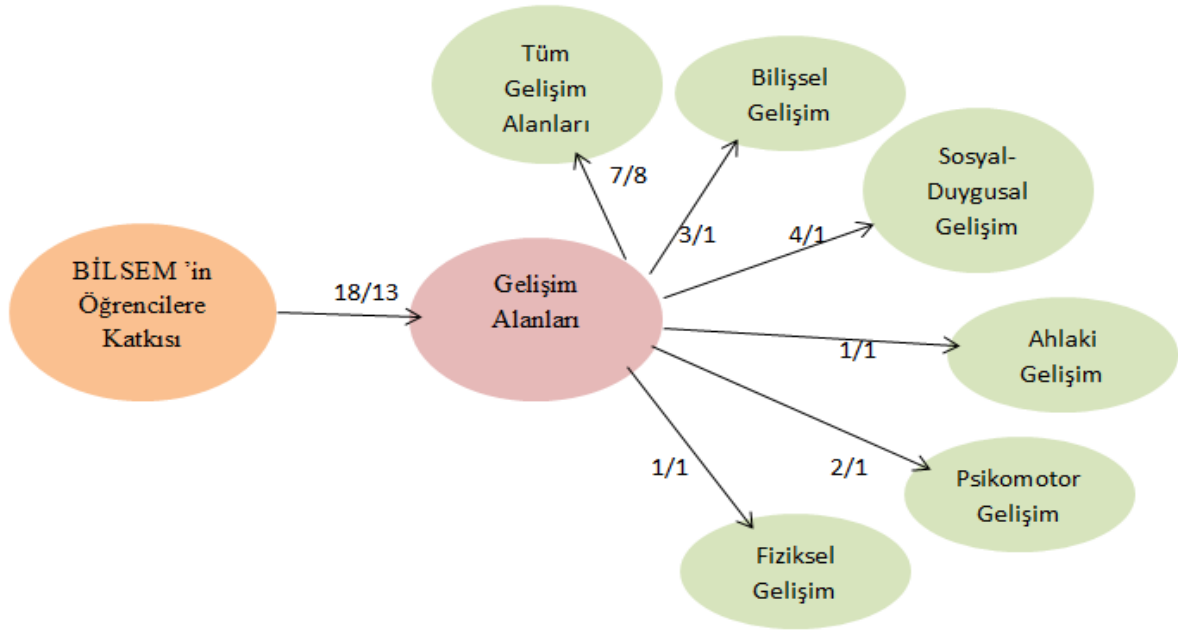 Tüm
Gelişim
Alanları
Bilişsel
Gelişim
Sosyal-
Duygusal
Gelişim
7/8
3/1
4/1
BİLSEM 'in
Öğrencilere
Katkısı
18/13
Gelişim
Alanları
1/1
Ahlaki
Gelişim
1/1
2/1
Psikomotor
Gelişim
Fiziksel
Gelişim